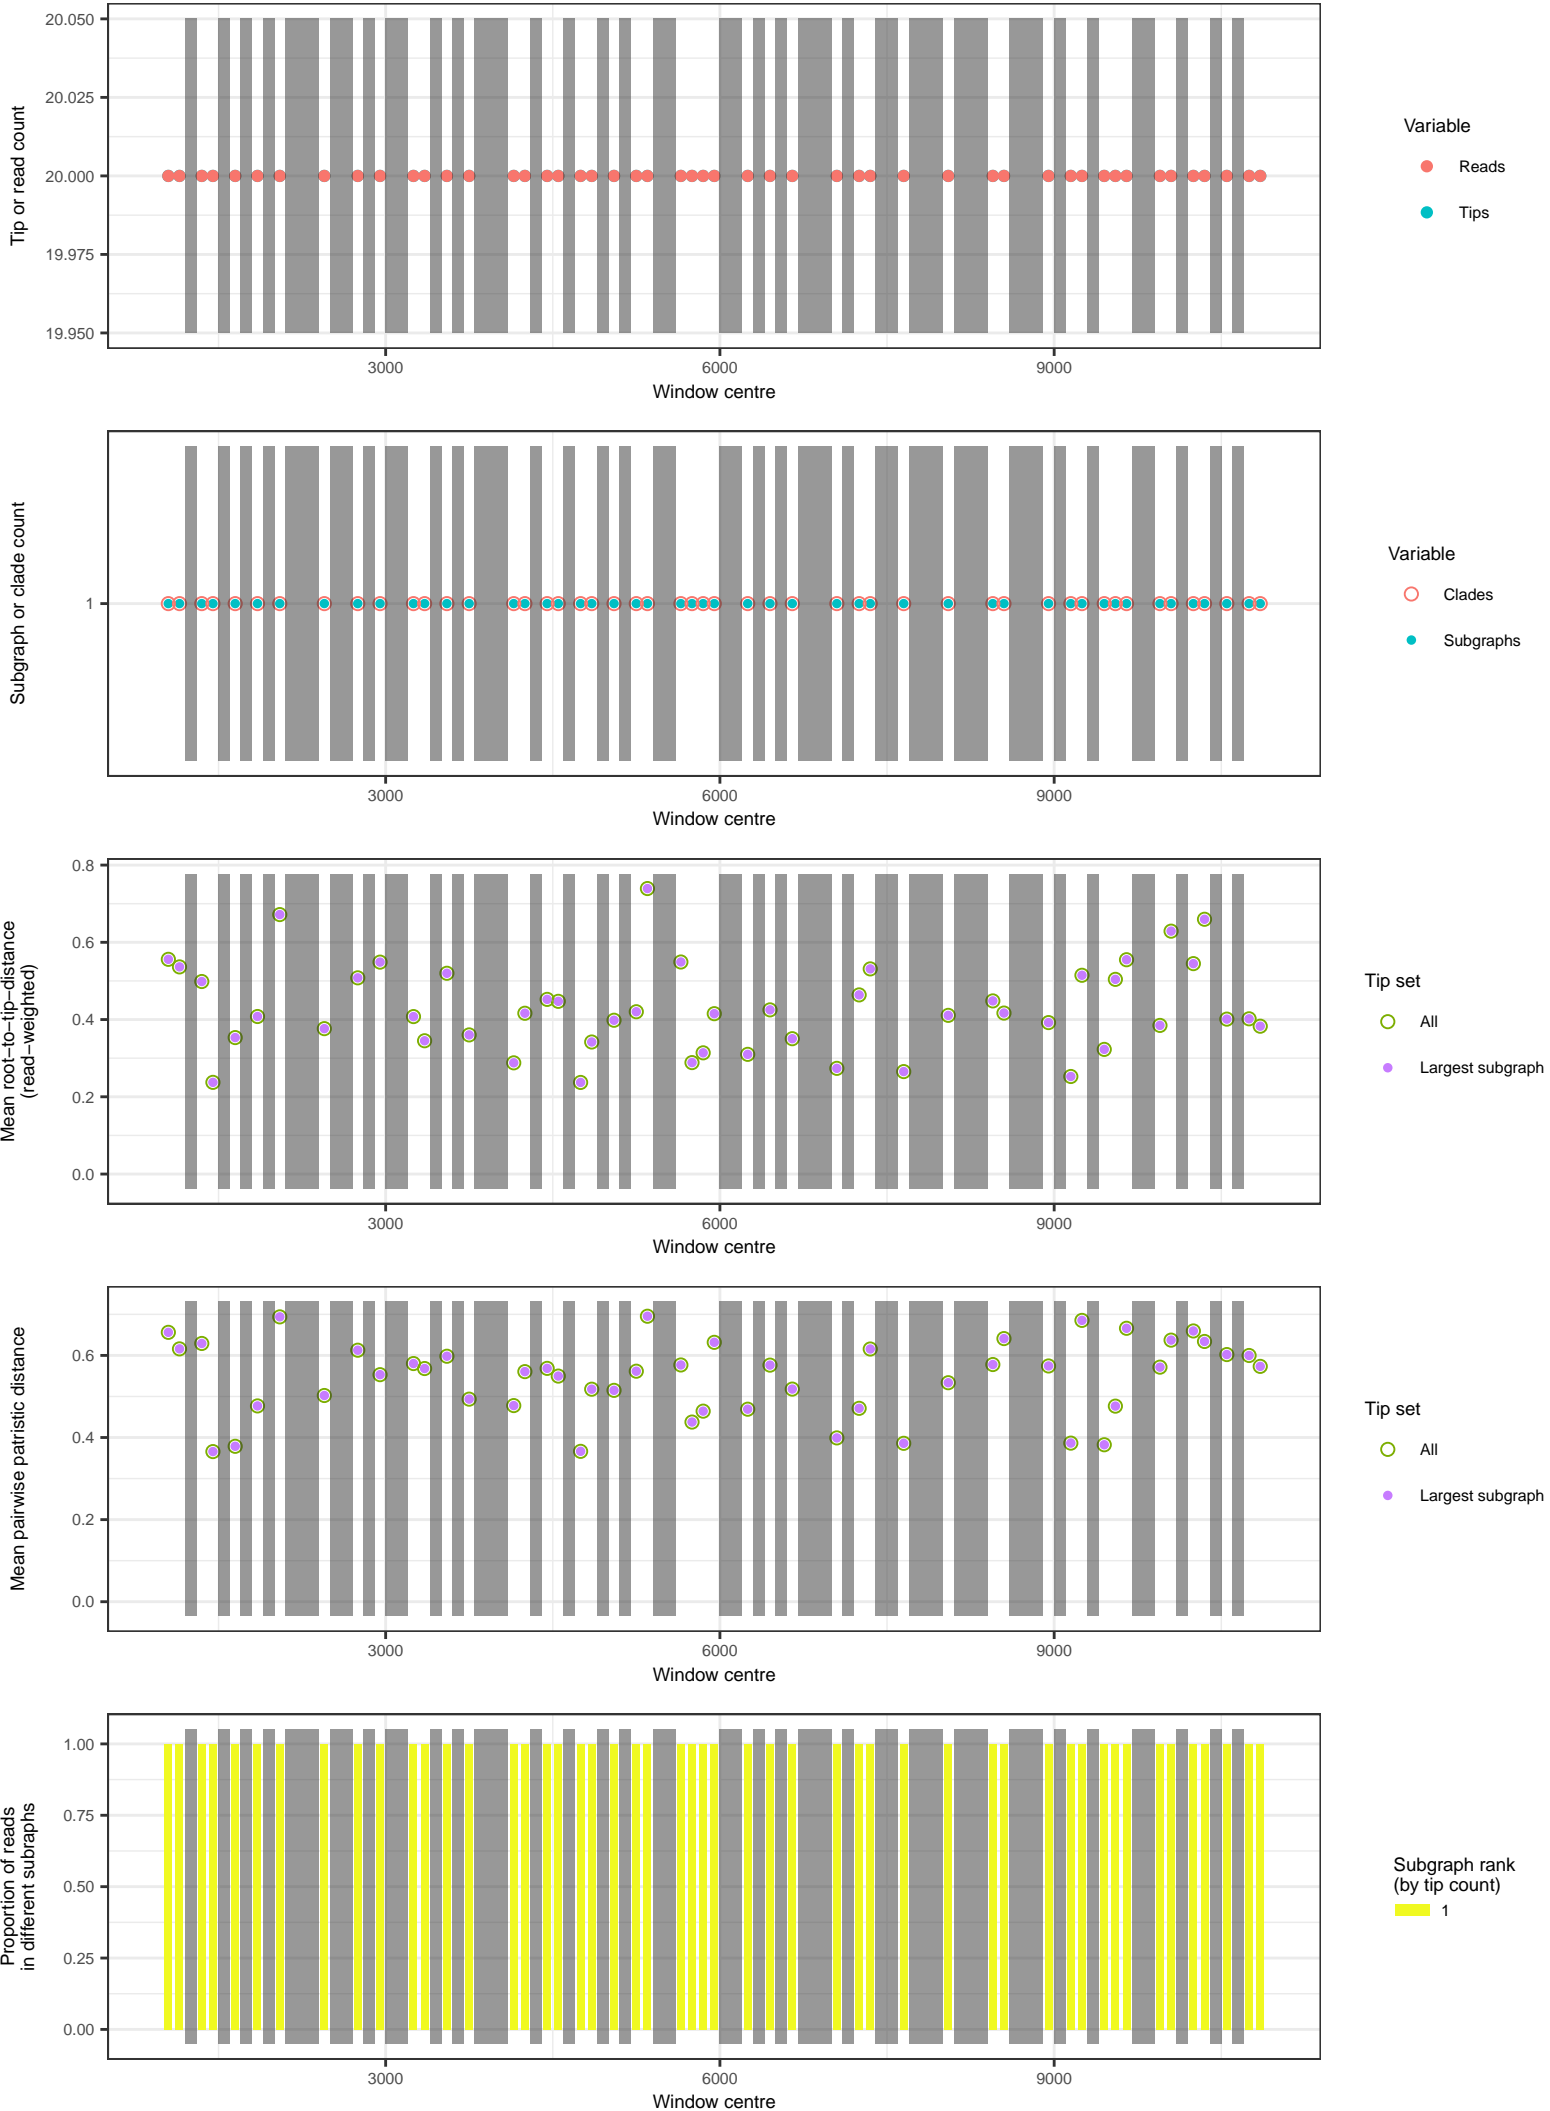 20.050
20.025
20.000
19.975
19.950
Tip or read count
3000
6000
9000
Window centre
Variable
Reads
Tips
1
Subgraph or clade count
3000
6000
9000
Window centre
Variable
Clades
Subgraphs
0.8
0.6
0.4
0.2
0.0
Mean root−to−tip−distance
(read−weighted)
3000
6000
9000
Window centre
Tip set
All
Largest subgraph
0.6
0.4
0.2
0.0
Mean pairwise patristic distance
3000
6000
9000
Window centre
Tip set
All
Largest subgraph
1.00
0.75
0.50
0.25
0.00
Proportion of reads
in different subraphs
3000
6000
9000
Window centre
Subgraph rank
(by tip count)
1